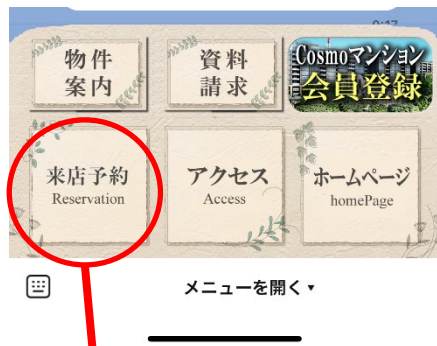 物件
案内
資料
請求
Cosmoマンション
会員登録
来店予約
Reservation
アクセス
Access
ホームページ
homePage
メニューを開く ▾